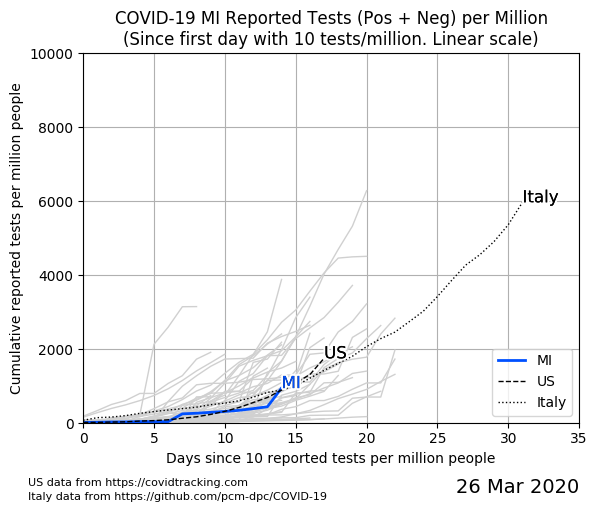 COVID-19 MI Reported Tests (Pos + Neg) per Million
(Since first day with 10 tests/million. Linear scale)
Cumulative reported tests per million people
10000
8000
6000
4000
2000
0
Italy
US
MI
MI
US
Italy
0 5 10 15 20 25 30 35
Days since 10 reported tests per million people
US data from https://covidtracking.com
Italy data from https://github.com/pcm-dpc/COVID-19
26 Mar 2020